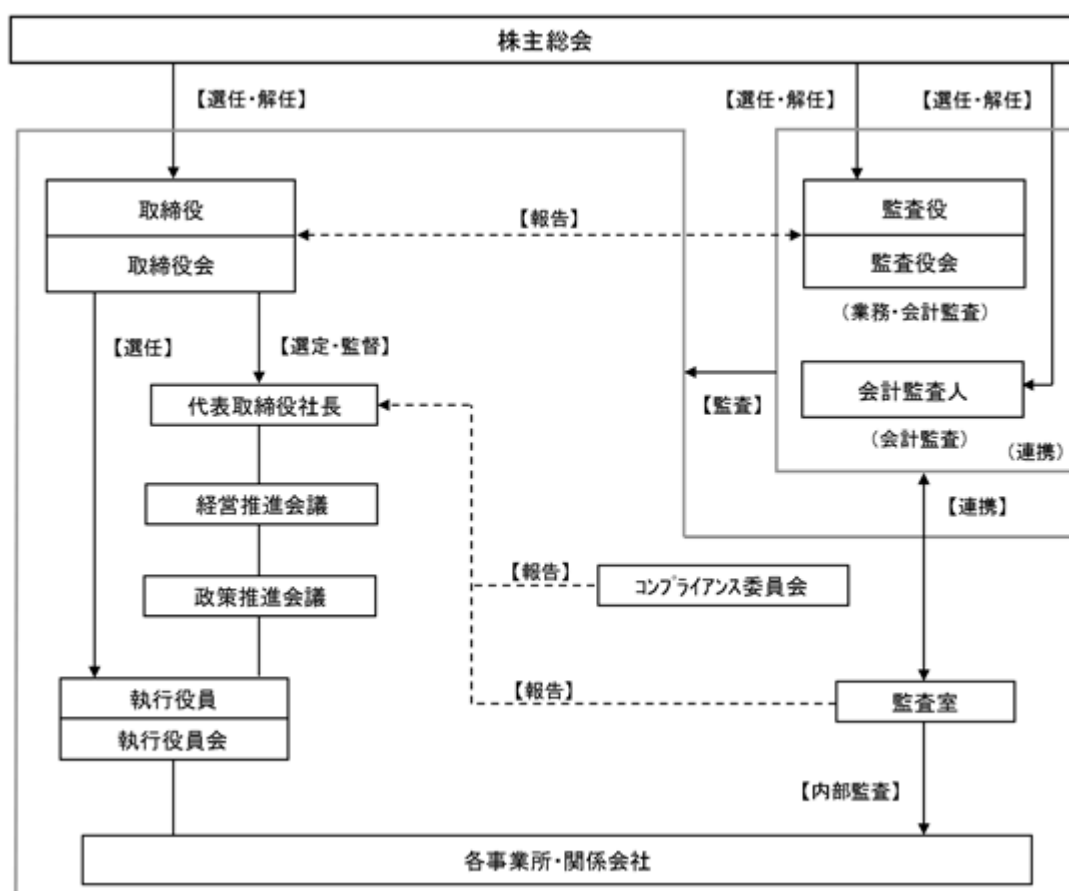 株主総会
【選任・解任】
【選任・解任】
【選任・解任】
取締役
取締役会
【報告】
監査役
監査役会
(業務・会計監査)
【選任】
【選定・監督】
代表取締役社長
【監査】
会計監査人
(会計監査)
(連携)
経営推進会議
【連携】
政策推進会議
【報告】
コンプライアンス委員会
執行役員
執行役員会
【報告】
監査室
【内部監査】
各事業所・関係会社